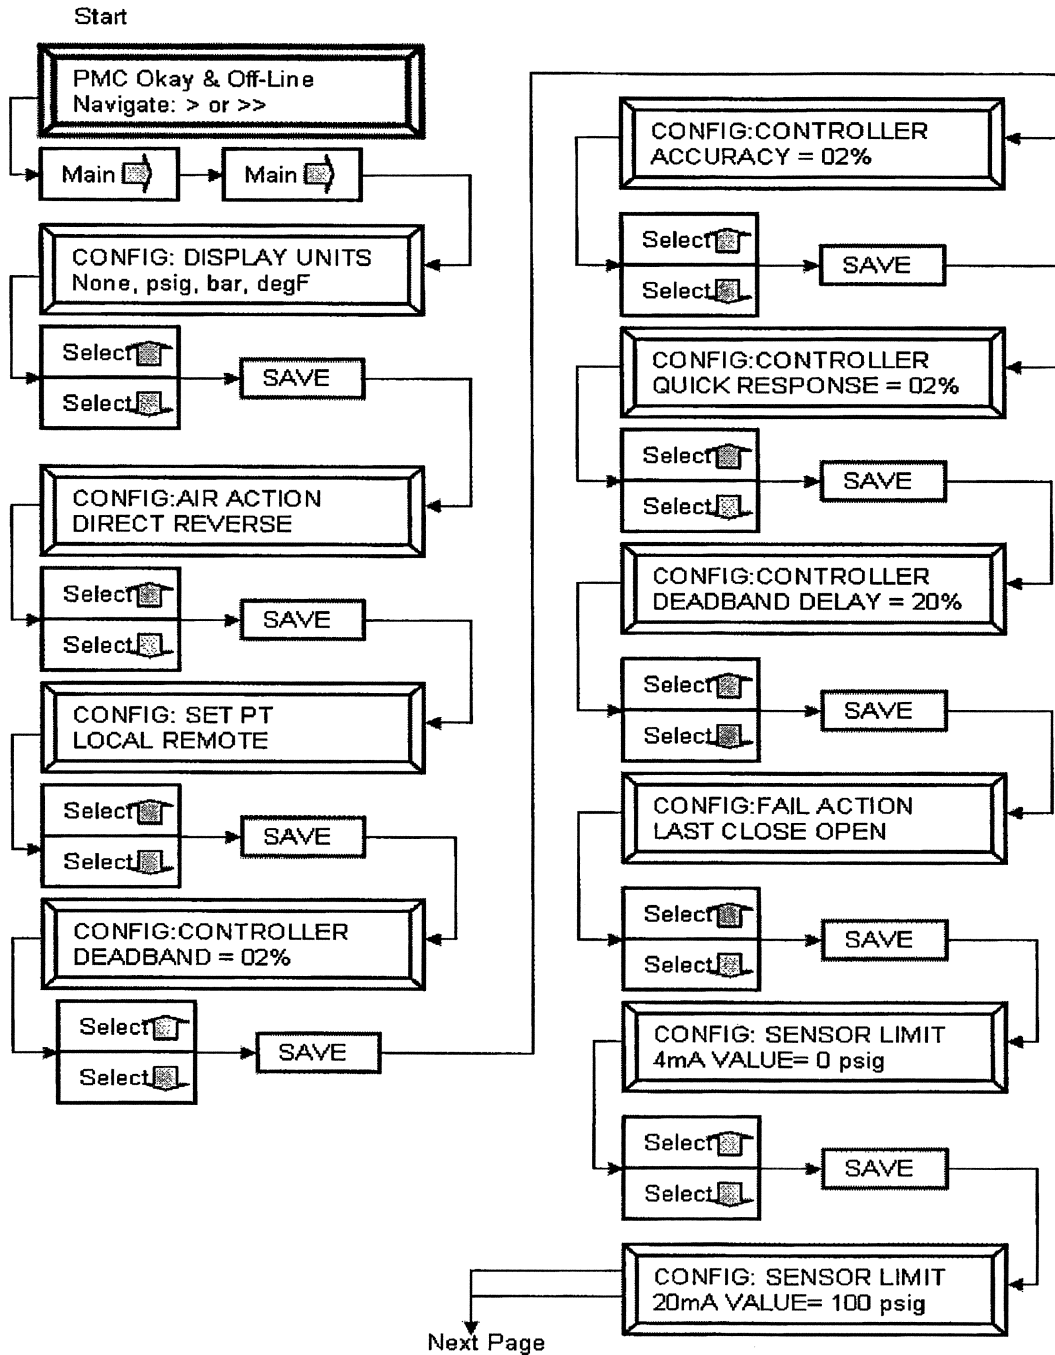 Start
PMC Okay & Off-Line
Navigate: > or >>
Main
Main
CONFIG: DISPLAY UNITS
None, psig, bar, degF
Select
Select
SAVE
CONFIG:AIR ACTION
DIRECT REVERSE
Select
Select
SAVE
CONFIG: SET PT
LOCAL REMOTE
Select
Select
SAVE
CONFIG:CONTROLLER
DEADBAND = 02%
Select
Select
SAVE
CONFIG:CONTROLLER
ACCURACY = 02%
Select
Select
SAVE
CONFIG:CONTROLLER
QUICK RESPONSE = 02%
Select
Select
SAVE
CONFIG:CONTROLLER
DEADBAND DELAY = 20%
Select
Select
SAVE
CONFIG:FAIL ACTION
LAST CLOSE OPEN
Select
Select
SAVE
CONFIG: SENSOR LIMIT
4mA VALUE= 0 psig
Select
Select
SAVE
CONFIG: SENSOR LIMIT
20mA VALUE= 100 psig
Next Page